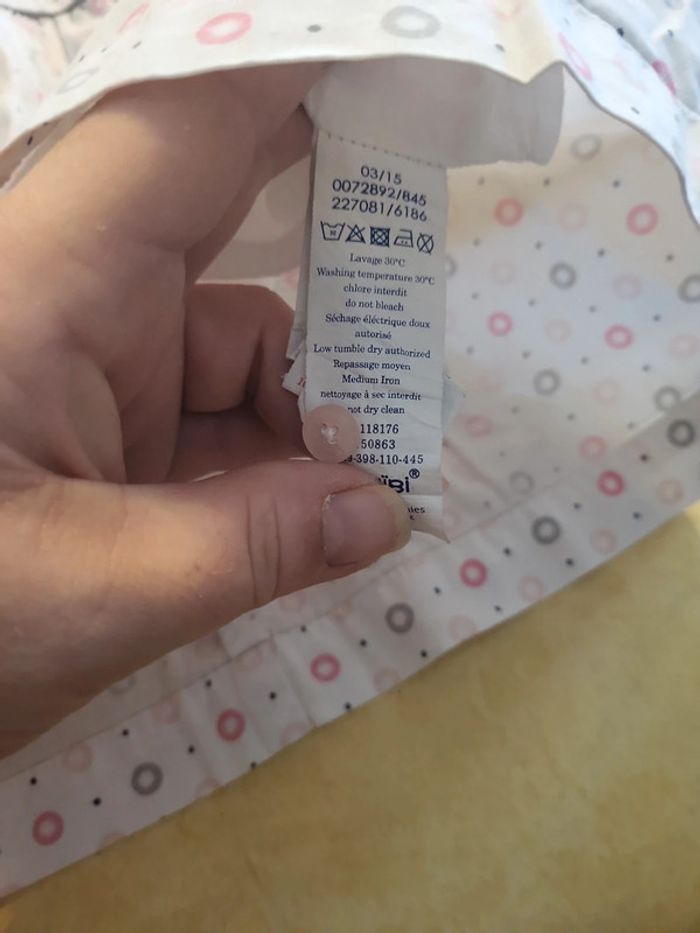 03/15
0072892/845
227081/6186
Lavage 30°C
Washing temperature 30°C
chlore interdit
do not bleach
Séchage éléctrique doux
autorisé
Low tumble dry authorized
Repassage moyen
Medium Iron
nettoyage à sec interdit
not dry clean
118176
50863
-398-110-445